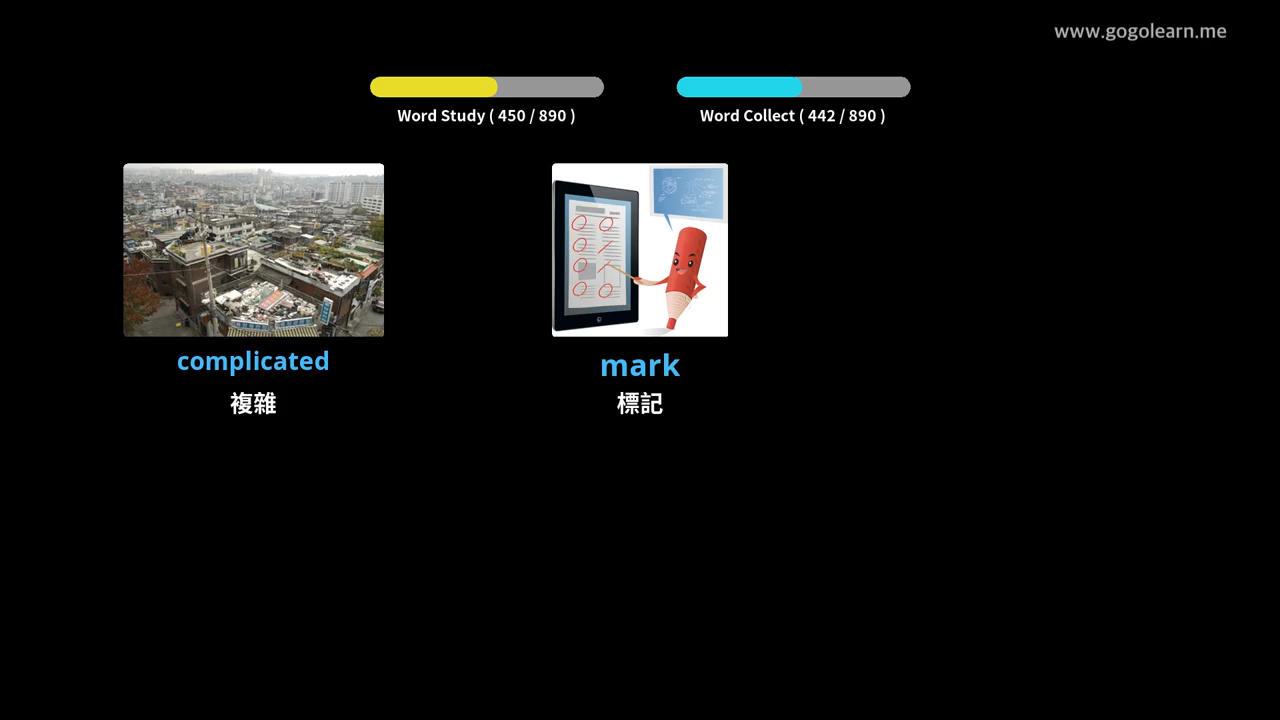 www.gogolearn.me
Word Study ( 450 / 890 )
Word Collect ( 442 / 890 )
complicated
複雜
mark
標記